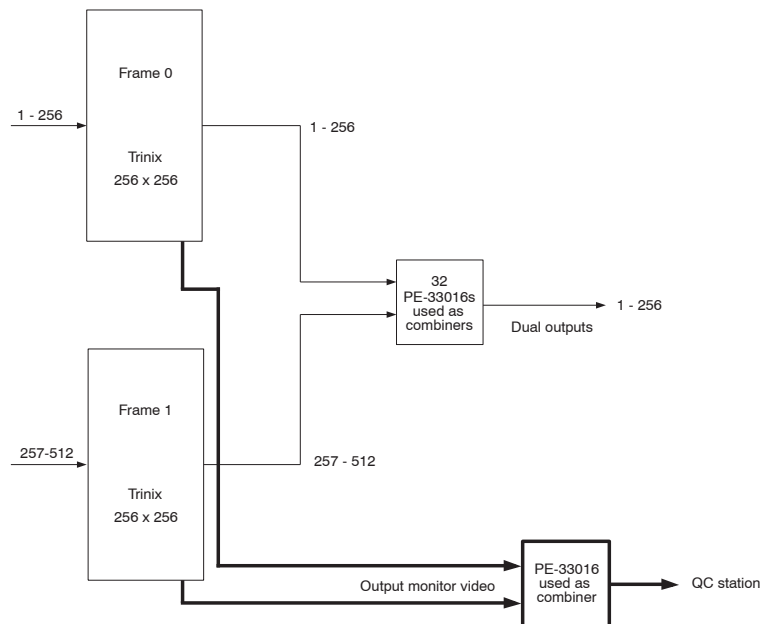 Frame 0
1 - 256
1 - 256
Trinix
256 x 256
32
PE-33016s
used as
combiners
1 - 256
Dual outputs
Frame 1
257-512
257 - 512
Trinix
256 x 256
PE-33016
used as
combiner
Output monitor video
QC station